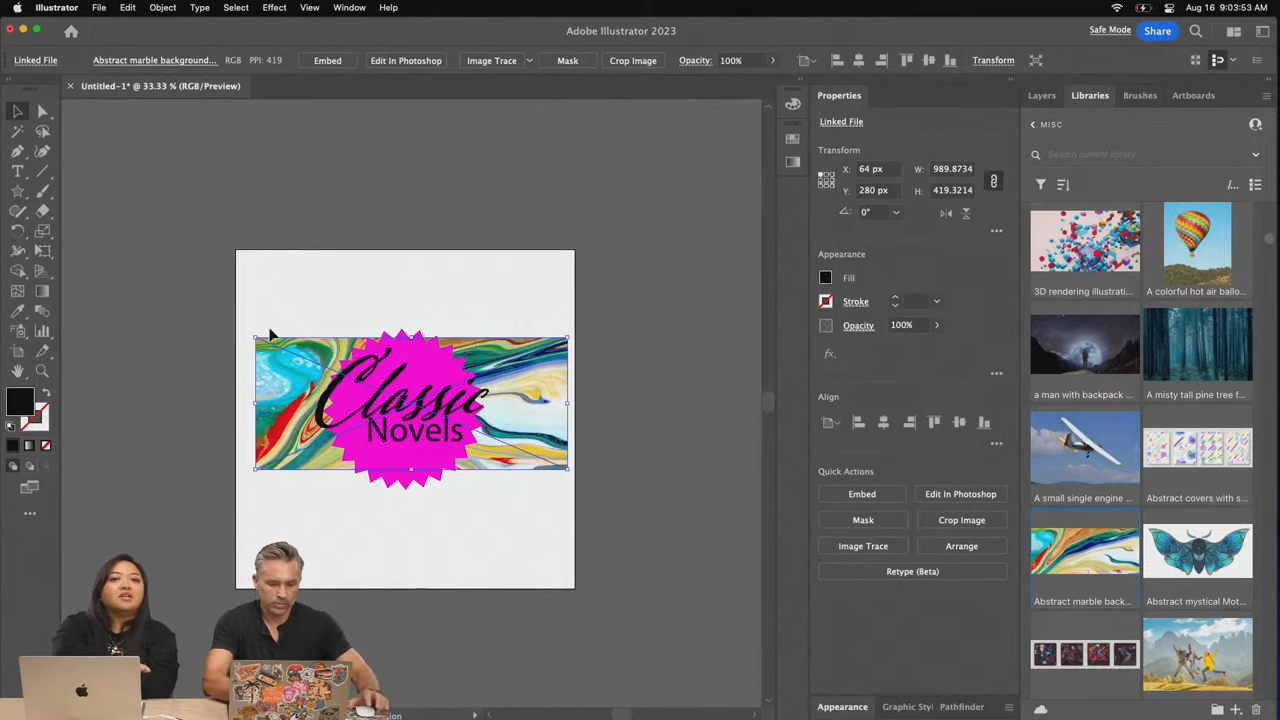 Illustrator File Edit Object Type Select Effect View Window Help
Aug 16 9:03:53 AM
Adobe Illustrator 2023
Safe Mode
Share
Linked File
Abstract marble background...
RGB
PPI: 419
Embed
Edit In Photoshop
Image Trace
Mask
Crop Image
Opacity:
100%
Transform
× Untitled-1* @ 33.33 % (RGB/Preview)
Classic
Novels
Properties
Linked File
Transform
X: 64 px W: 989.8734
Y: 280 px H: 419.3214
0°
Appearance
Fill
Stroke
Opacity 100%
fx.
Align
Quick Actions
Embed Edit In Photoshop
Mask Crop Image
Image Trace Arrange
Retype (Beta)
Appearance Graphic Styl Pathfinder
Layers Libraries Brushes Artboards
MISC
Search current library
3D rendering illustrati... A colorful hot air ballo...
a man with backpack ... A misty tall pine tree f...
A small single engine ... Abstract covers with s...
Abstract marble back... Abstract mystical Mot...